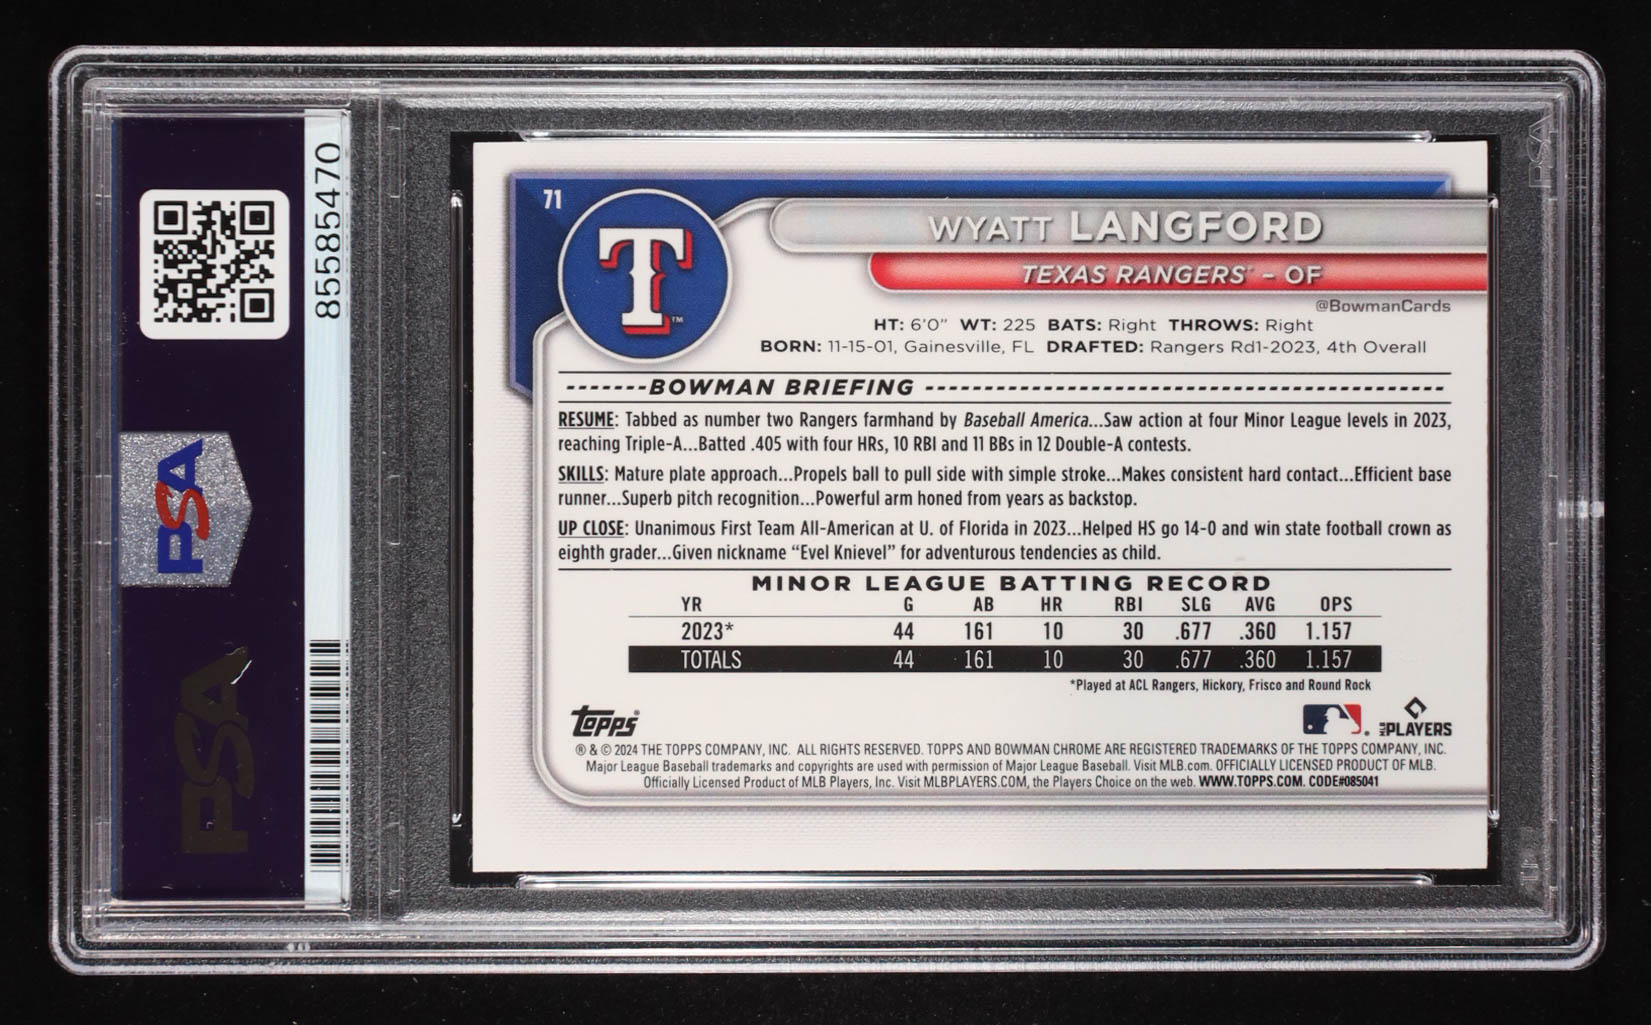 85585470
PSA
PSA
PSA
71
T
™
WYATT LANGFORD
TEXAS RANGERS® – OF
@BowmanCards
HT: 6'0" WT: 225 BATS: Right THROWS: Right
BORN: 11-15-01, Gainesville, FL DRAFTED: Rangers Rd1-2023, 4th Overall
BOWMAN BRIEFING
RESUME: Tabbed as number two Rangers farmhand by Baseball America...Saw action at four Minor League levels in 2023,
reaching Triple-A...Batted .405 with four HRs, 10 RBI and 11 BBs in 12 Double-A contests.
SKILLS: Mature plate approach...Propels ball to pull side with simple stroke...Makes consistent hard contact...Efficient base
runner...Superb pitch recognition...Powerful arm honed from years as backstop.
UP CLOSE: Unanimous First Team All-American at U. of Florida in 2023...Helped HS go 14-0 and win state football crown as
eighth grader...Given nickname “Evel Knievel” for adventurous tendencies as child.
MINOR LEAGUE BATTING RECORD
YR G AB HR RBI SLG AVG OPS
2023* 44 161 10 30 .677 .360 1.157
TOTALS 44 161 10 30 .677 .360 1.157
*Played at ACL Rangers, Hickory, Frisco and Round Rock
Topps®
MLB PLAYERS
® & © 2024 THE TOPPS COMPANY, INC. ALL RIGHTS RESERVED. TOPPS AND BOWMAN CHROME ARE REGISTERED TRADEMARKS OF THE TOPPS COMPANY, INC.
Major League Baseball trademarks and copyrights are used with permission of Major League Baseball. Visit MLB.com. OFFICIALLY LICENSED PRODUCT OF MLB.
Officially Licensed Product of MLB Players, Inc. Visit MLBPLAYERS.COM, the Players Choice on the web. WWW.TOPPS.COM. CODE#085041